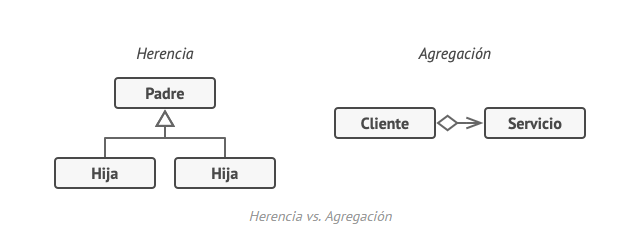 Herencia
Agregación
Padre
Cliente
Servicio
Hija
Hija
Herencia vs. Agregación